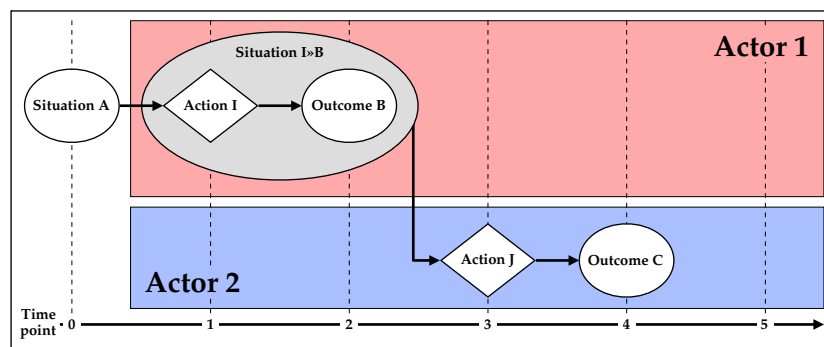 Situation I»B
Actor 1
Situation A
Action I
Outcome B
Action J
Outcome C
Actor 2
Time
point
0
1
2
3
4
5